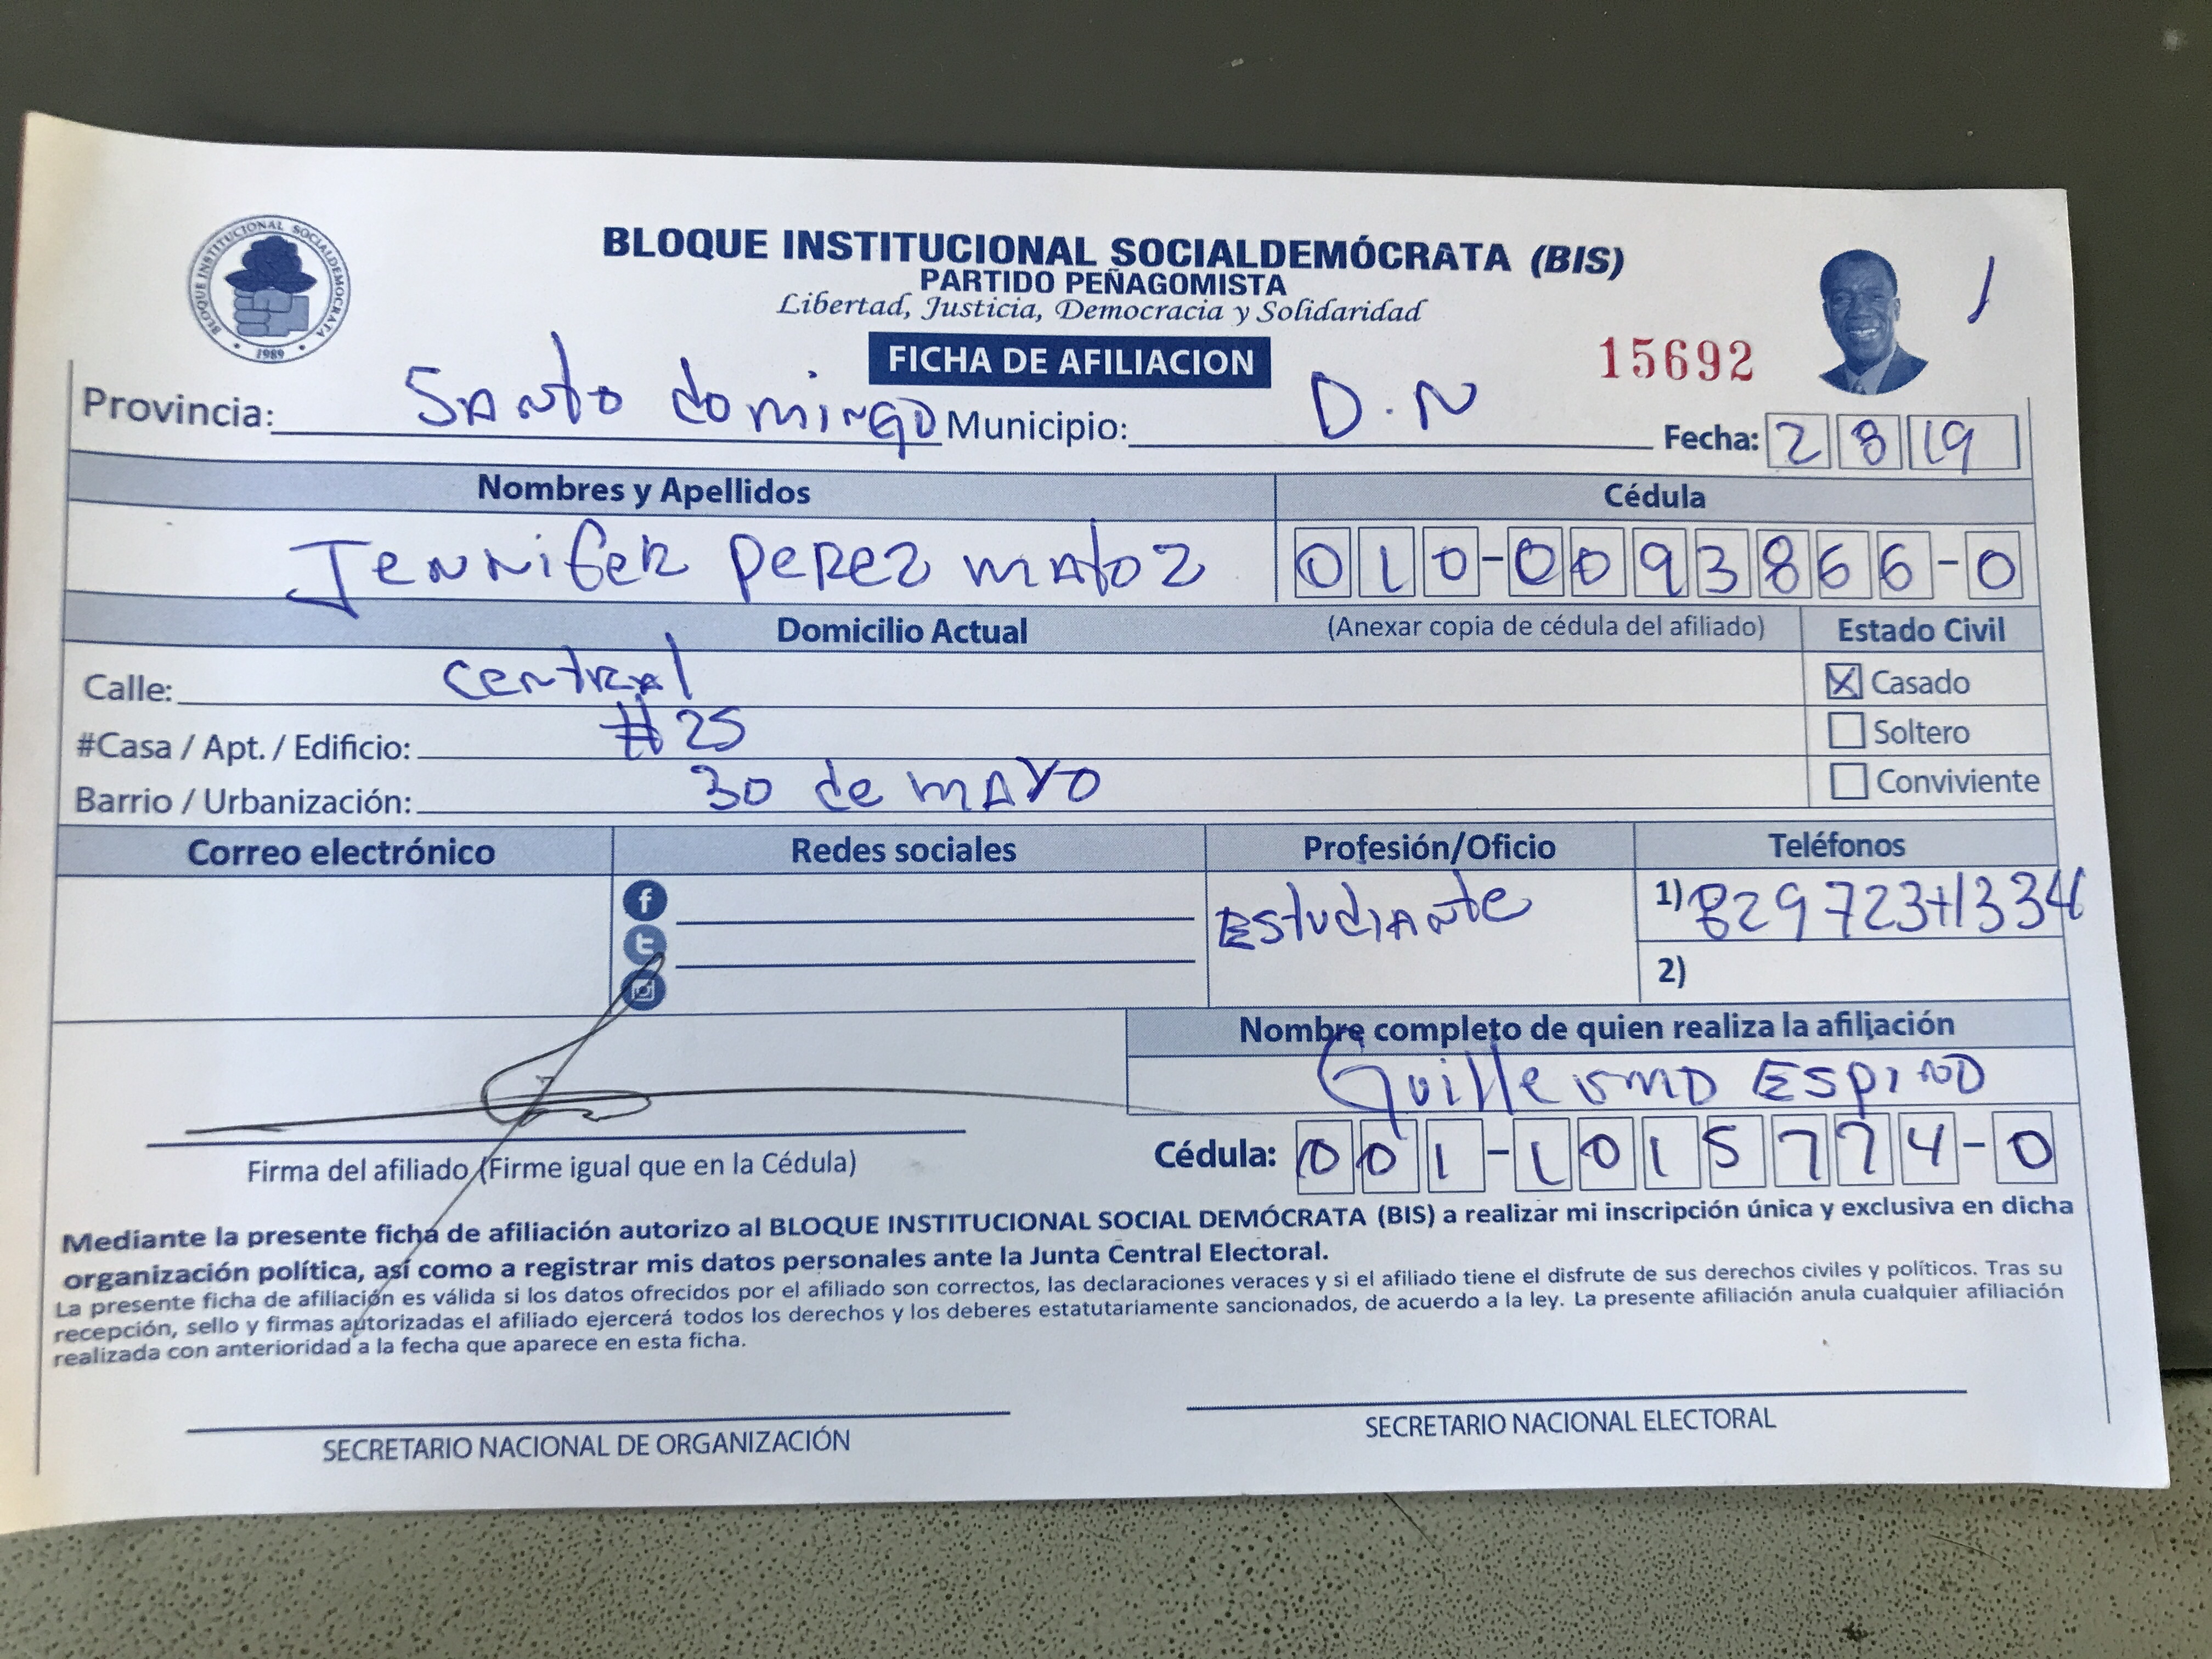 BLOQUE INSTITUCIONAL SOCIALDEMÓCRATA
1989
BLOQUE INSTITUCIONAL SOCIALDEMÓCRATA (BIS)
PARTIDO PEÑAGOMISTA
Libertad, Justicia, Democracia y Solidaridad
1
FICHA DE AFILIACION
15692
Provincia: Santo domingo Municipio: D.N Fecha: 2 8 19
Nombres y Apellidos Cédula
Jennifer Perez matoz 010-0093866-0
Domicilio Actual (Anexar copia de cédula del afiliado) Estado Civil
Calle: central Casado
#Casa / Apt. / Edificio: #25 Soltero
Barrio / Urbanización: 30 de mayo Conviviente
Correo electrónico Redes sociales Profesión/Oficio Teléfonos
Estudiante 1) 829723
2)
Nombre completo de quien realiza la afiliación
Guillermo Espino
Cédula: 001-1015774-0
Firma del afiliado (Firme igual que en la Cédula)
Mediante la presente ficha de afiliación autorizo al BLOQUE INSTITUCIONAL SOCIAL DEMÓCRATA (BIS) a realizar mi inscripción única y exclusiva en dicha
organización política, así como a registrar mis datos personales ante la Junta Central Electoral.
La presente ficha de afiliación es válida si los datos ofrecidos por el afiliado son correctos, las declaraciones veraces y si el afiliado tiene el disfrute de sus derechos civiles y políticos. Tras su
recepción, sello y firmas autorizadas el afiliado ejercerá todos los derechos y los deberes estatutariamente sancionados, de acuerdo a la ley. La presente afiliación anula cualquier afiliación
realizada con anterioridad a la fecha que aparece en esta ficha.
SECRETARIO NACIONAL DE ORGANIZACIÓN SECRETARIO NACIONAL ELECTORAL